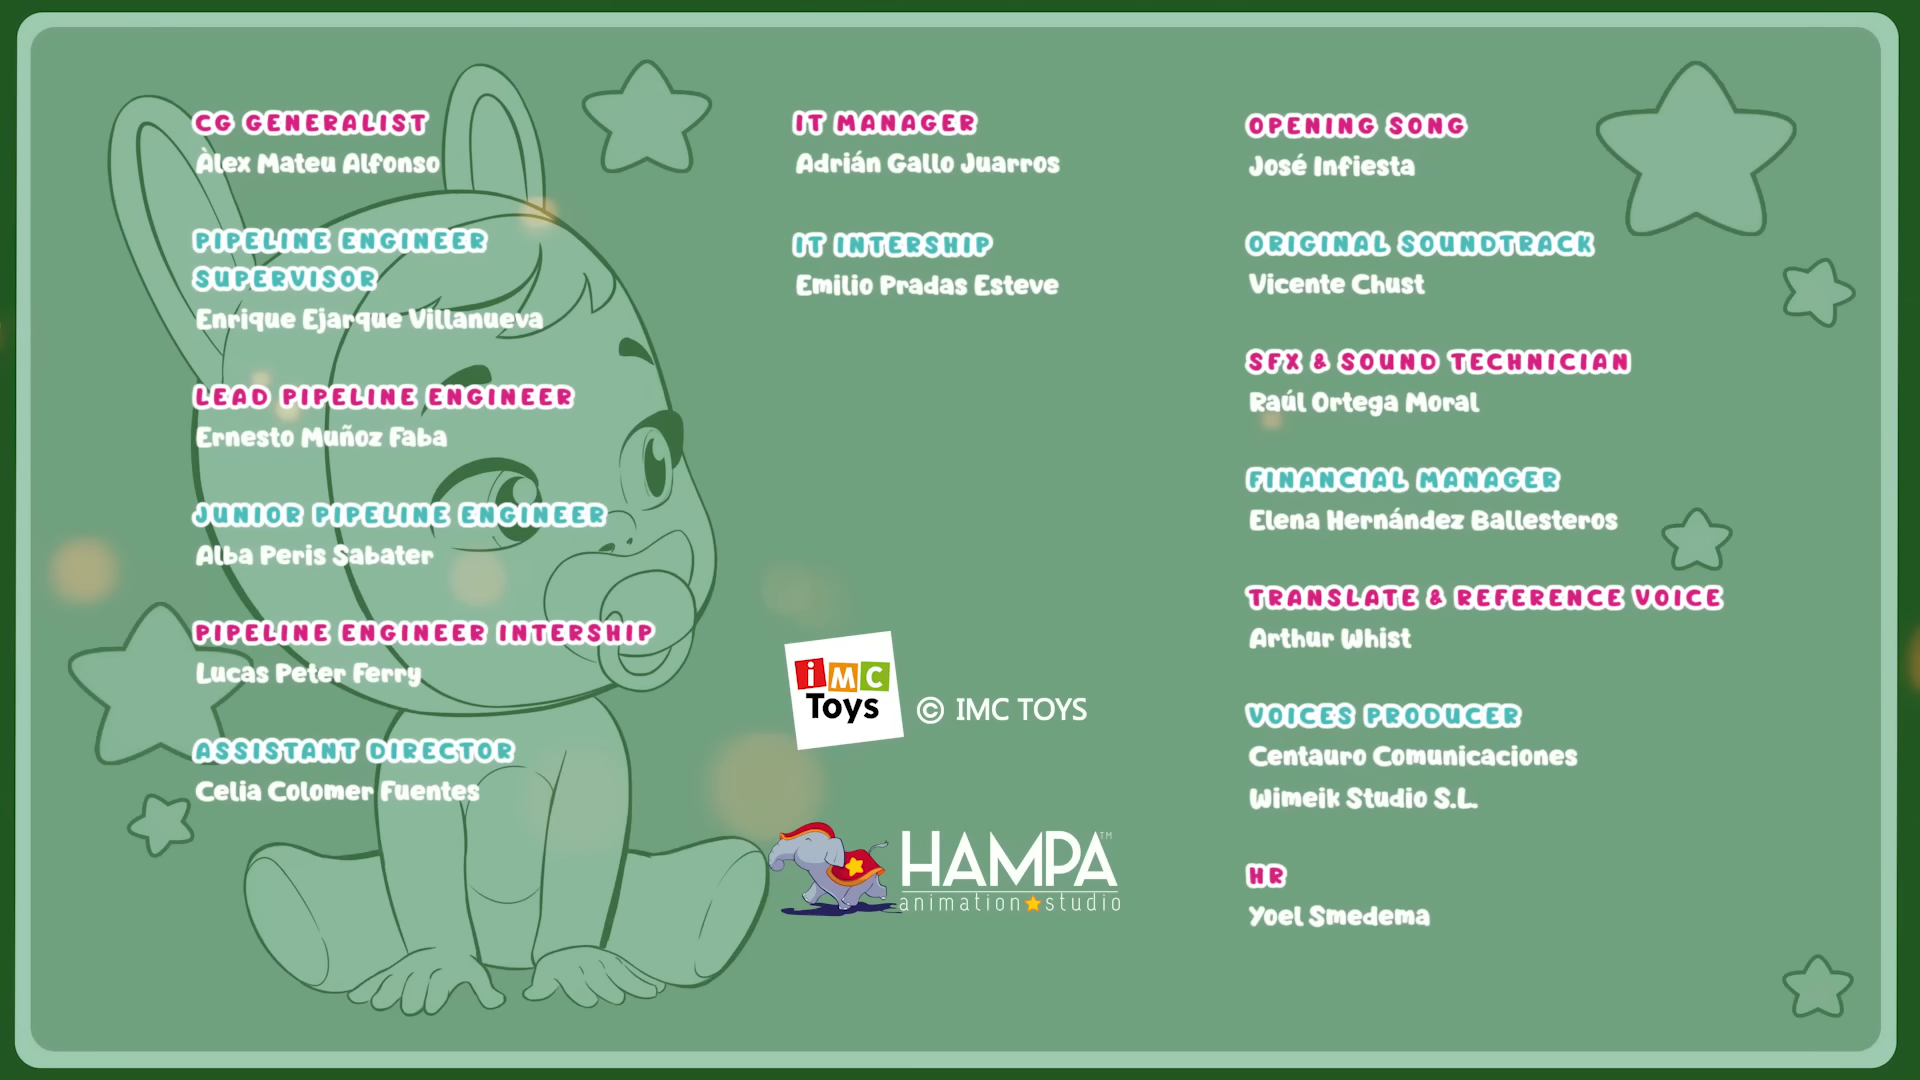 CG GENERALIST
Àlex Mateu Alfonso
PIPELINE ENGINEER
SUPERVISOR
Enrique Ejarque Villanueva
LEAD PIPELINE ENGINEER
Ernesto Muñoz Faba
JUNIOR PIPELINE ENGINEER
Alba Peris Sabater
PIPELINE ENGINEER INTERSHIP
Lucas Peter Ferry
ASSISTANT DIRECTOR
Celia Colomer Fuentes
IT MANAGER
Adrián Gallo Juarros
IT INTERSHIP
Emilio Pradas Esteve
iMC
Toys
© IMC TOYS
HAMPA™
animation studio
OPENING SONG
José Infiesta
ORIGINAL SOUNDTRACK
Vicente Chust
SFX & SOUND TECHNICIAN
Raúl Ortega Moral
FINANCIAL MANAGER
Elena Hernández Ballesteros
TRANSLATE & REFERENCE VOICE
Arthur Whist
VOICES PRODUCER
Centauro Comunicaciones
Wimeik Studio S.L.
HR
Yoel Smedema